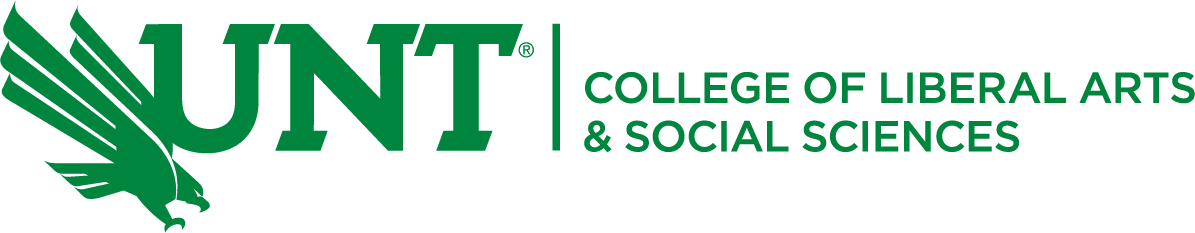 UNT®
COLLEGE OF LIBERAL ARTS
& SOCIAL SCIENCES